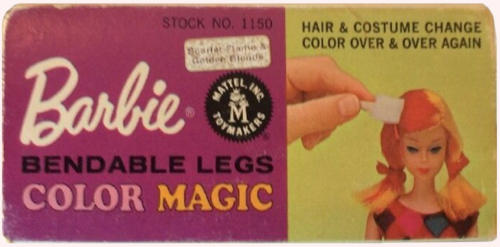 STOCK NO. 1150
Scarlet Flame &
Golden Blonde
Barbie®
MATTEL, INC.
TOYMAKERS
BENDABLE LEGS
COLOR MAGIC
HAIR & COSTUME CHANGE
COLOR OVER & OVER AGAIN